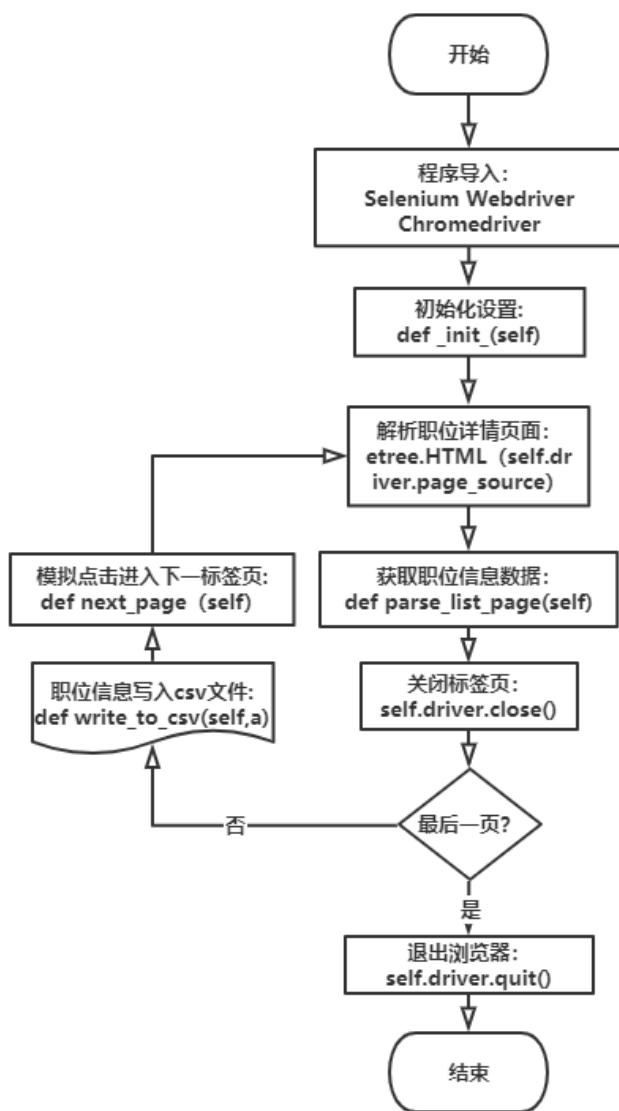 开始
程序导入：
Selenium Webdriver
Chromedriver
初始化设置:
def _init_(self)
解析职位详情页面：
etree.HTML（self.dr
iver.page_source）
获取职位信息数据：
def parse_list_page(self)
关闭标签页：
self.driver.close()
最后一页？
否
职位信息写入csv文件:
def write_to_csv(self,a)
模拟点击进入下一标签页:
def next_page（self）
是
退出浏览器：
self.driver.quit()
结束